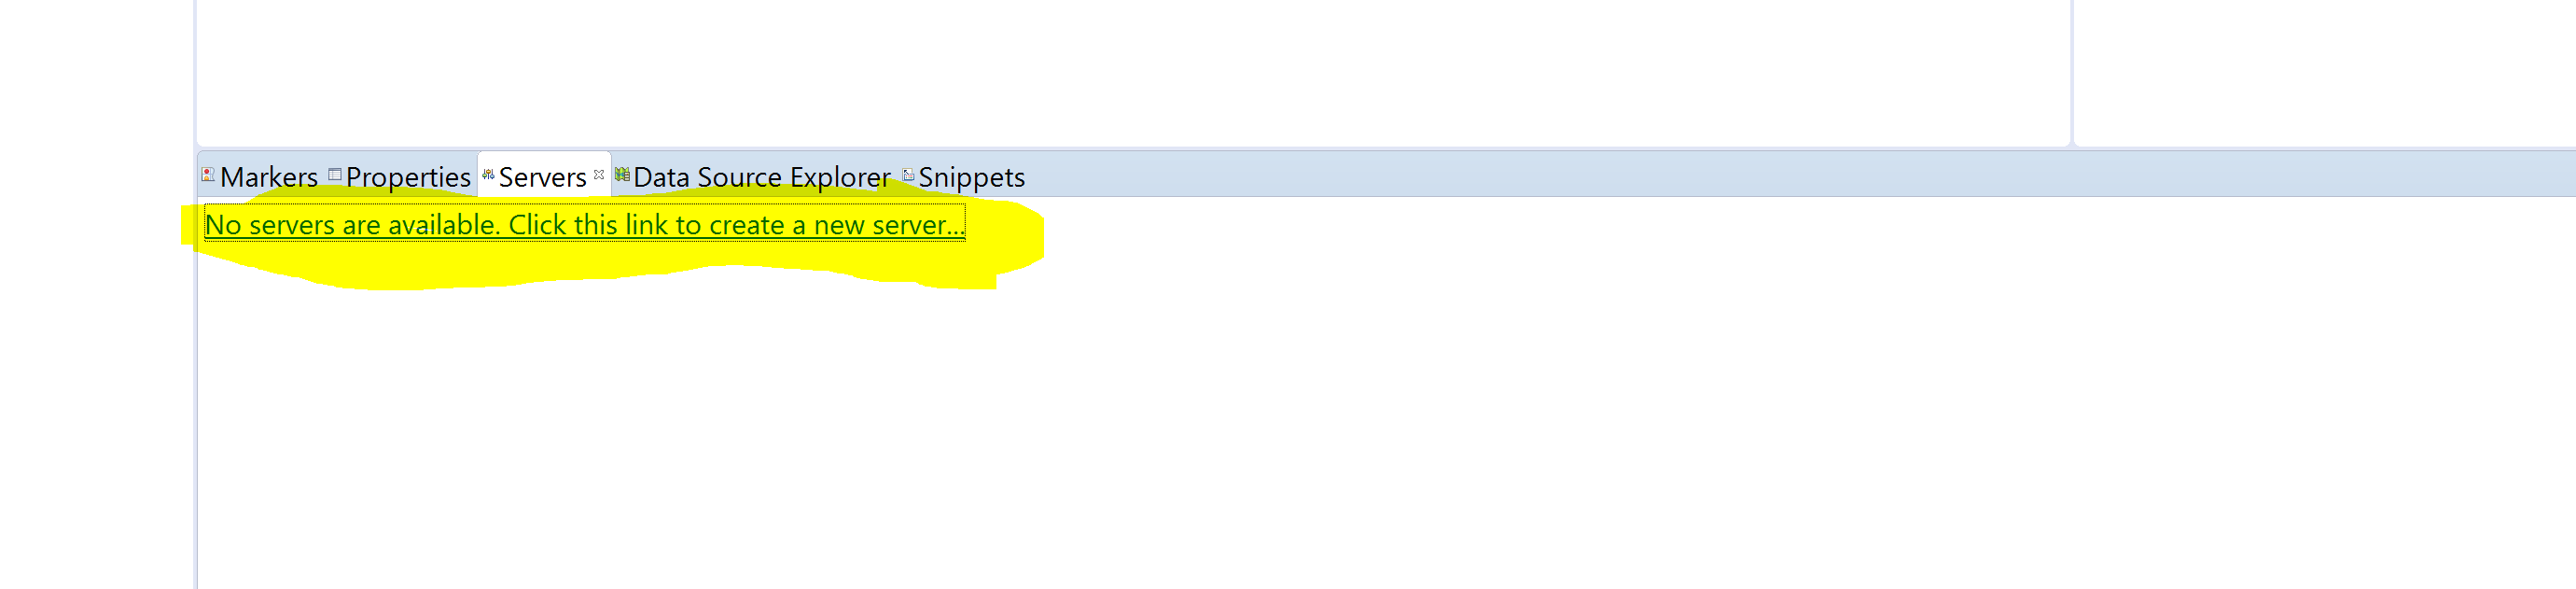 Markers Properties Servers Data Source Explorer Snippets
No servers are available. Click this link to create a new server...